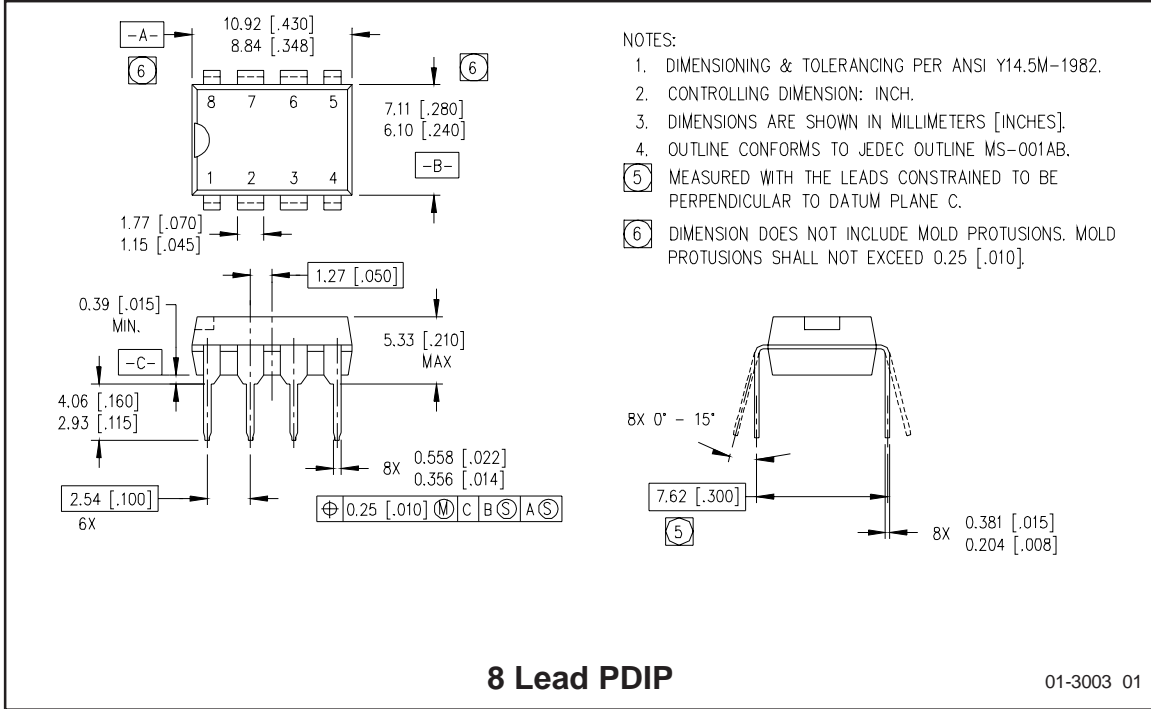 -A-
10.92 [.430]
8.84 [.348]
6
6
8 7 6 5
1 2 3 4
7.11 [.280]
6.10 [.240]
-B-
1.77 [.070]
1.15 [.045]
1.27 [.050]
0.39 [.015]
MIN.
-C-
5.33 [.210]
MAX
4.06 [.160]
2.93 [.115]
2.54 [.100]
6X
8X 0.558 [.022]
0.356 [.014]
⌖ 0.25 [.010] Ⓜ C B Ⓢ A Ⓢ
NOTES:
1. DIMENSIONING & TOLERANCING PER ANSI Y14.5M-1982.
2. CONTROLLING DIMENSION: INCH.
3. DIMENSIONS ARE SHOWN IN MILLIMETERS [INCHES].
4. OUTLINE CONFORMS TO JEDEC OUTLINE MS-001AB.
5 MEASURED WITH THE LEADS CONSTRAINED TO BE
PERPENDICULAR TO DATUM PLANE C.
6 DIMENSION DOES NOT INCLUDE MOLD PROTUSIONS. MOLD
PROTUSIONS SHALL NOT EXCEED 0.25 [.010].
8X 0° - 15°
7.62 [.300]
5
8X 0.381 [.015]
0.204 [.008]
8 Lead PDIP
01-3003 01